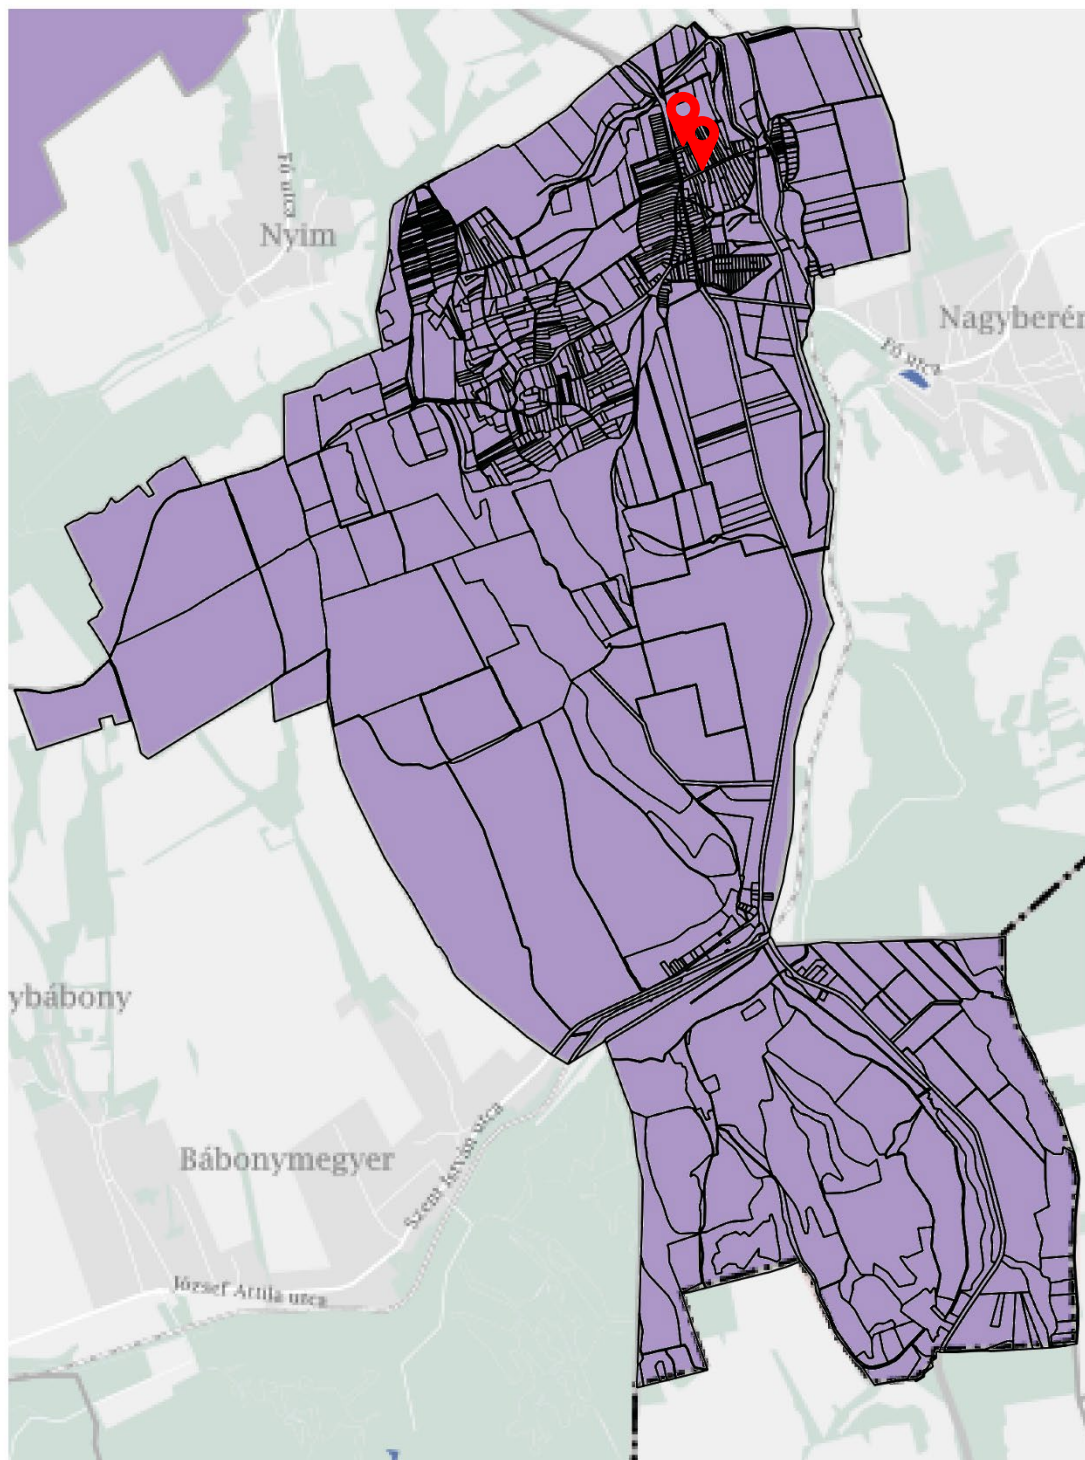 Fő utca
Nyim
Nagyberén
Fő utca
ybábony
Bábonymegyer
Szent István utca
József Attila utca